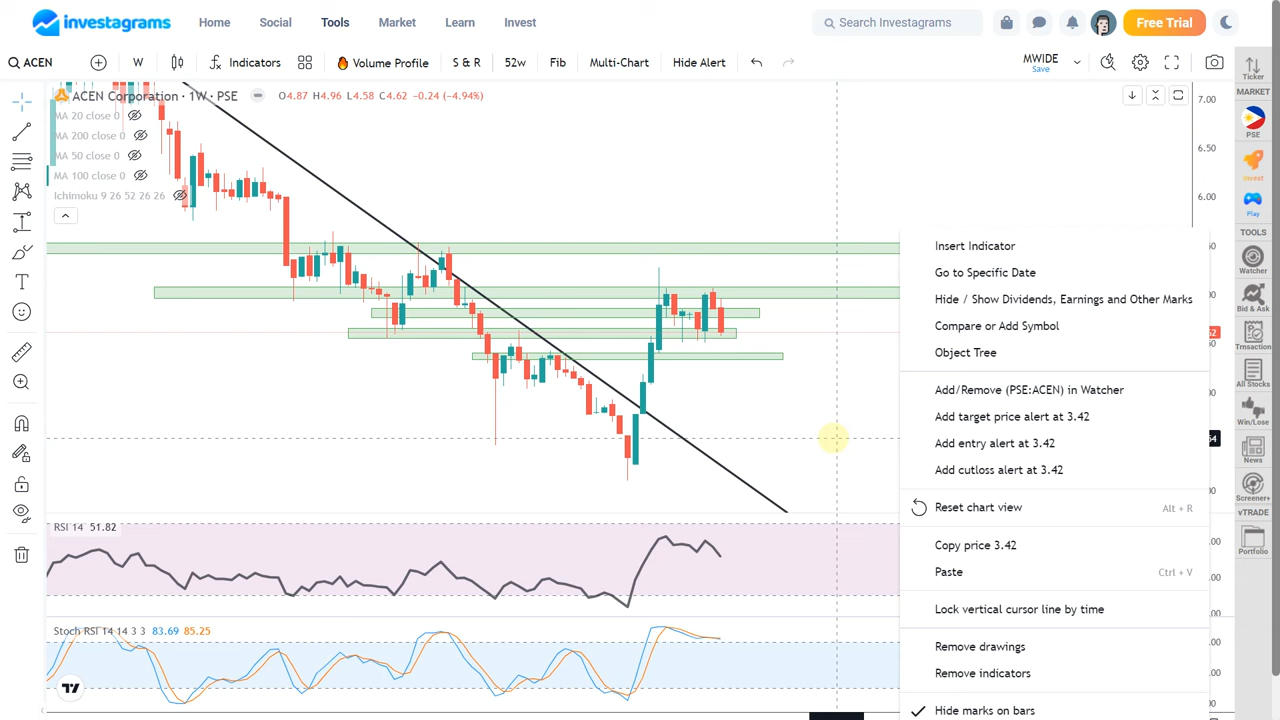 investagrams
Home
Social
Tools
Market
Learn
Invest
Search Investagrams
Free Trial
ACEN
W
Indicators
Volume Profile
S & R
52w
Fib
Multi-Chart
Hide Alert
MWIDE
Save
Ticker
ACEN Corporation · 1W · PSE
O4.87 H4.96 L4.58 C4.62 -0.24 (-4.94%)
MA 20 close 0
MA 200 close 0
MA 50 close 0
MA 100 close 0
Ichimoku 9 26 52 26 26
7.00
6.50
6.00
Insert Indicator
Go to Specific Date
Hide / Show Dividends, Earnings and Other Marks
Compare or Add Symbol
Object Tree
Add/Remove (PSE:ACEN) in Watcher
Add target price alert at 3.42
Add entry alert at 3.42
Add cutloss alert at 3.42
Reset chart view Alt + R
Copy price 3.42
Paste Ctrl + V
Lock vertical cursor line by time
Remove drawings
Remove indicators
Hide marks on bars
RSI 14 51.82
Stoch RSI 14 14 3 3 83.69 85.25
MARKET
PSE
Invest
Play
TOOLS
Watcher
Bid & Ask
Trnsaction
All Stocks
Win/Lose
News
Screener+
vTRADE
Portfolio